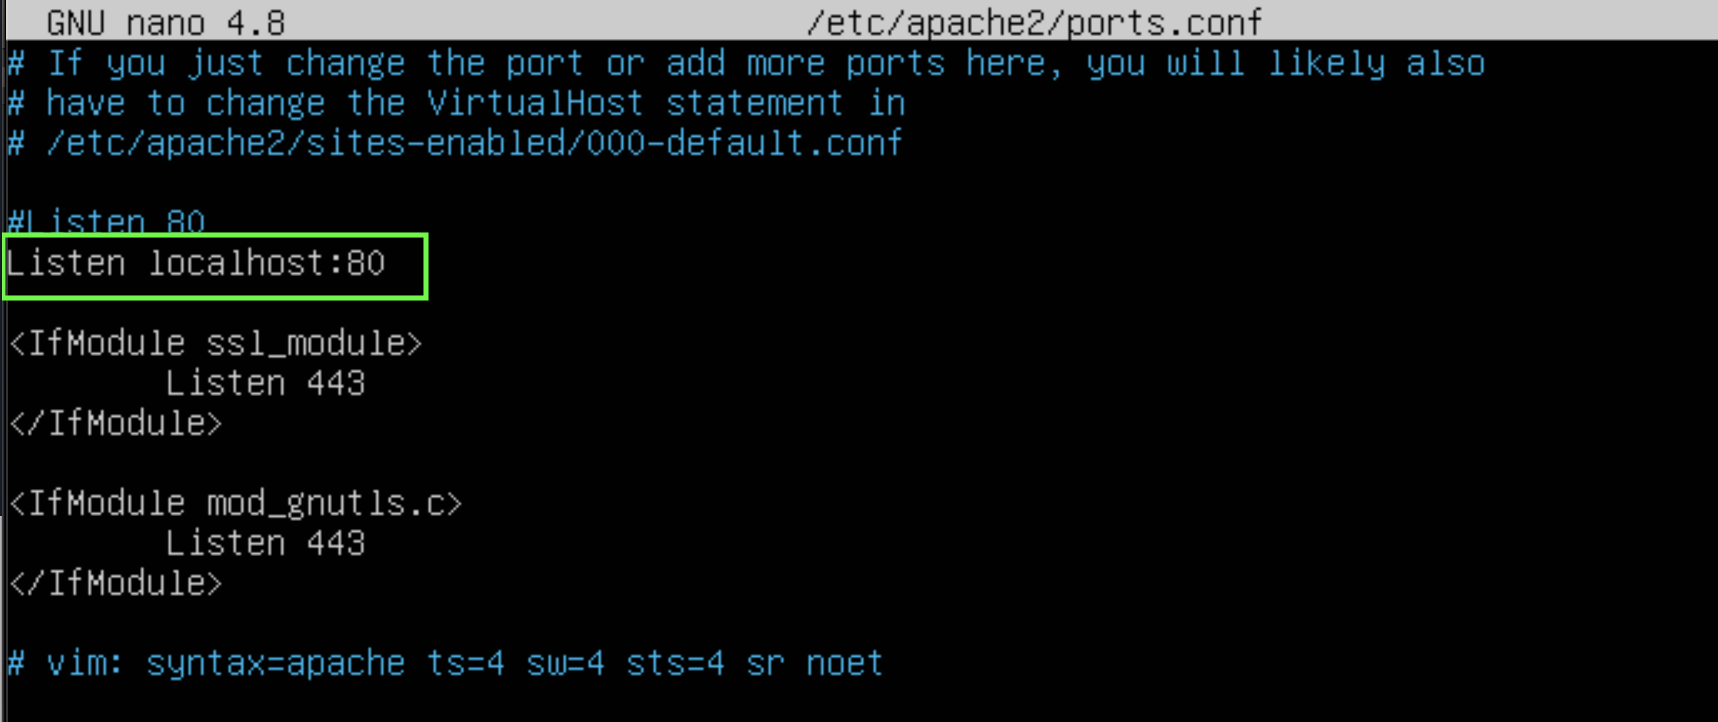 GNU nano 4.8 /etc/apache2/ports.conf
# If you just change the port or add more ports here, you will likely also
# have to change the VirtualHost statement in
# /etc/apache2/sites-enabled/000-default.conf
#Listen 80
Listen localhost:80
<IfModule ssl_module>
Listen 443
</IfModule>
<IfModule mod_gnutls.c>
Listen 443
</IfModule>
# vim: syntax=apache ts=4 sw=4 sts=4 sr noet